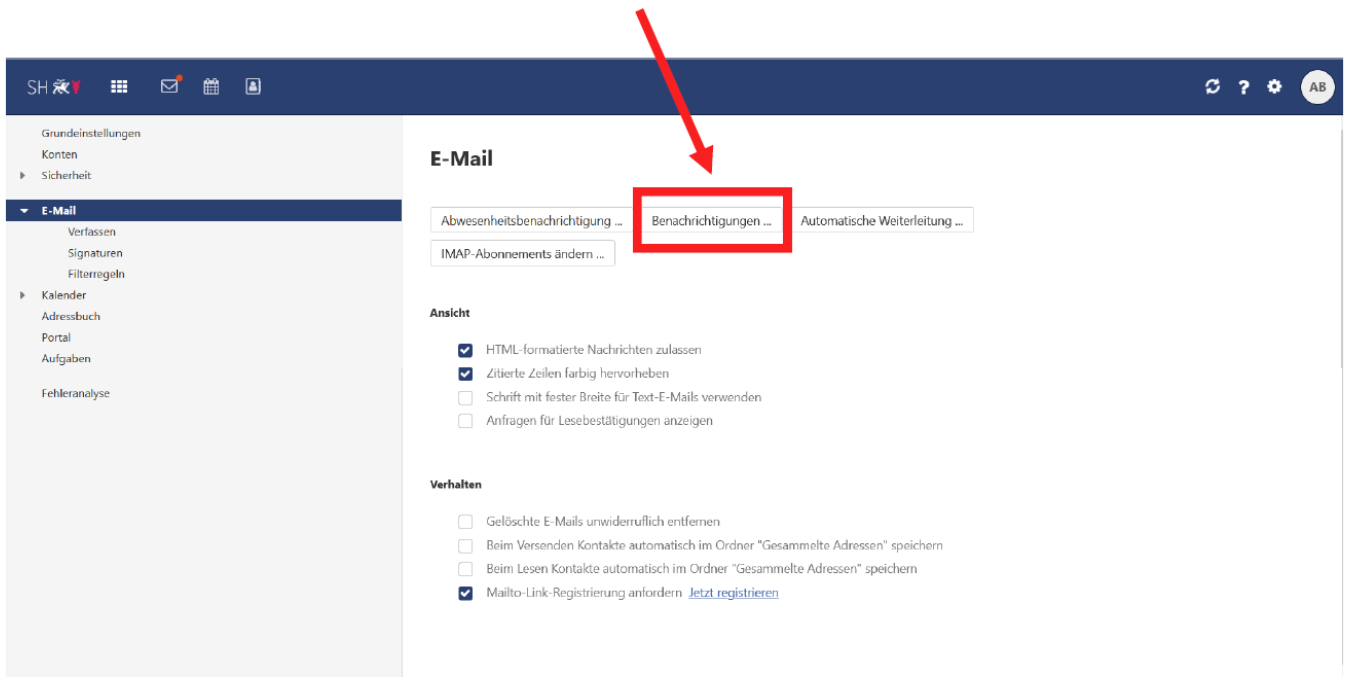 SH
AB
Grundeinstellungen
Konten
Sicherheit
E-Mail
Verfassen
Signaturen
Filterregeln
Kalender
Adressbuch
Portal
Aufgaben
Fehleranalyse
E-Mail
Abwesenheitsbenachrichtigung ... Benachrichtigungen ... Automatische Weiterleitung ...
IMAP-Abonnements ändern ...
Ansicht
HTML-formatierte Nachrichten zulassen
Zitierte Zeilen farbig hervorheben
Schrift mit fester Breite für Text-E-Mails verwenden
Anfragen für Lesebestätigungen anzeigen
Verhalten
Gelöschte E-Mails unwiderruflich entfernen
Beim Versenden Kontakte automatisch im Ordner "Gesammelte Adressen" speichern
Beim Lesen Kontakte automatisch im Ordner "Gesammelte Adressen" speichern
Mailto-Link-Registrierung anfordern Jetzt registrieren